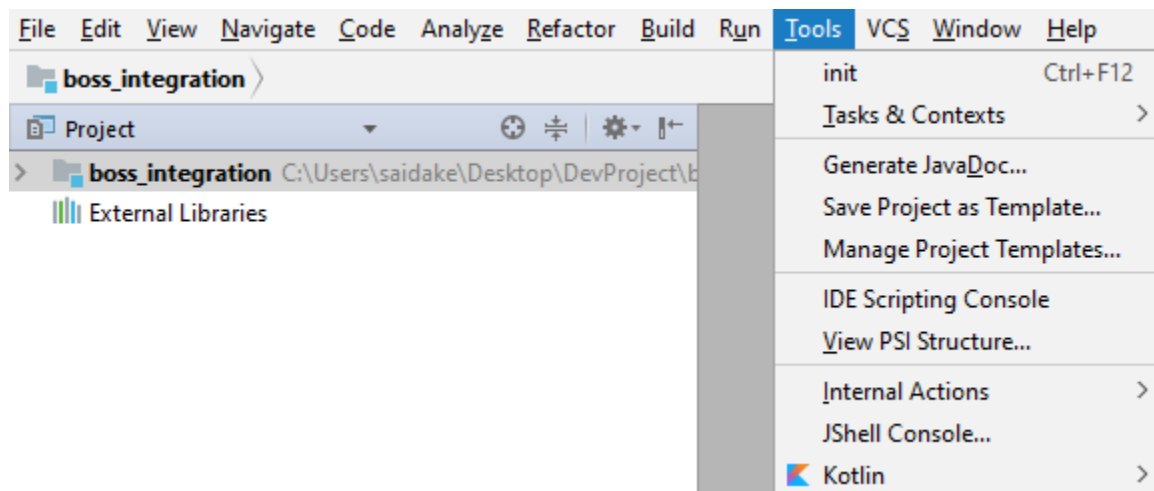 File Edit View Navigate Code Analyze Refactor Build Run Tools VCS Window Help
boss_integration
Project
boss_integration C:\Users\saidake\Desktop\DevProject\b
External Libraries
init Ctrl+F12
Tasks & Contexts
Generate JavaDoc...
Save Project as Template...
Manage Project Templates...
IDE Scripting Console
View PSI Structure...
Internal Actions
JShell Console...
Kotlin